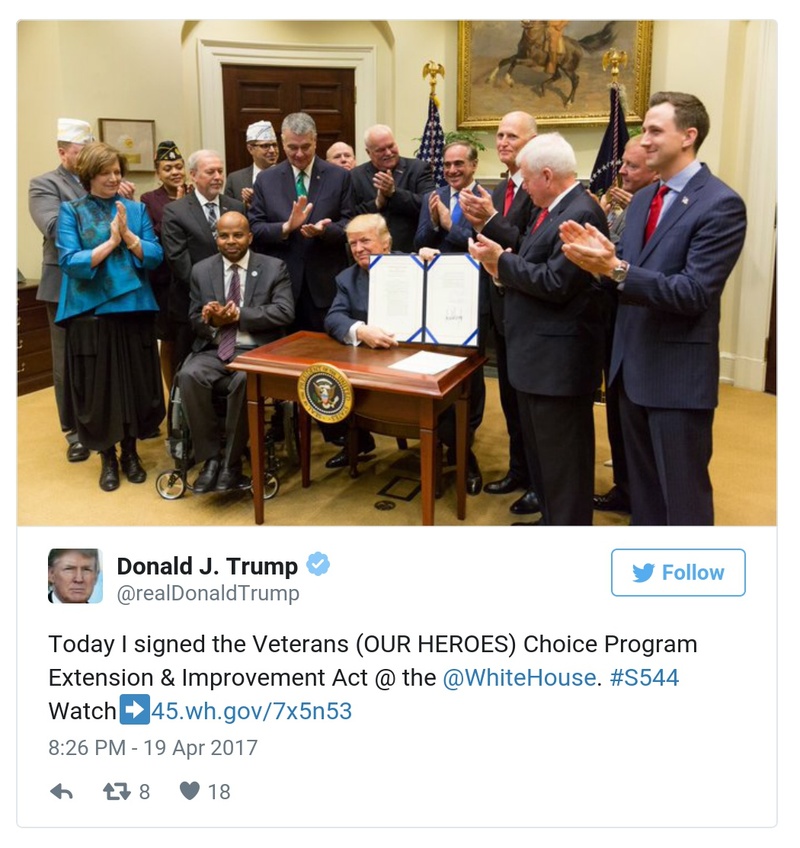 Donald J. Trump
@realDonaldTrump
Follow
Today I signed the Veterans (OUR HEROES) Choice Program
Extension & Improvement Act @ the @WhiteHouse. #S544
Watch➡45.wh.gov/7x5n53
8:26 PM - 19 Apr 2017
8
18